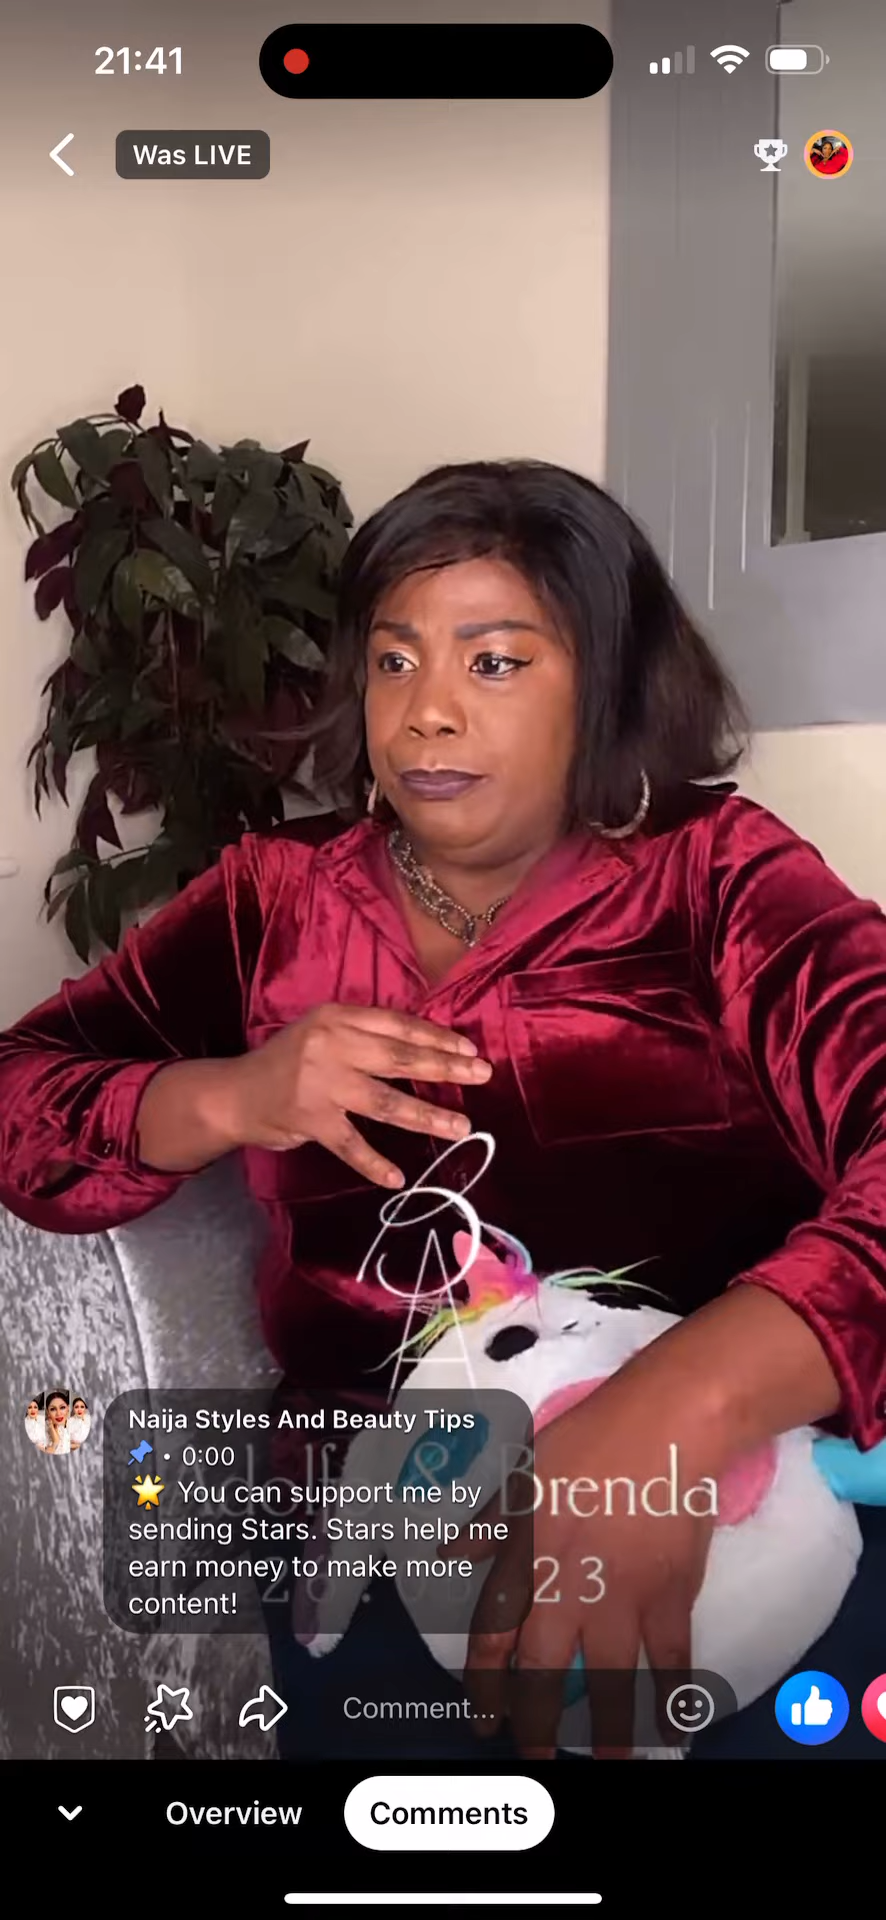 21:41
Was LIVE
B
A
Naija Styles And Beauty Tips
• 0:00
You can support me by
sending Stars. Stars help me
earn money to make more
content!
& Brenda
23
Comment...
Overview
Comments